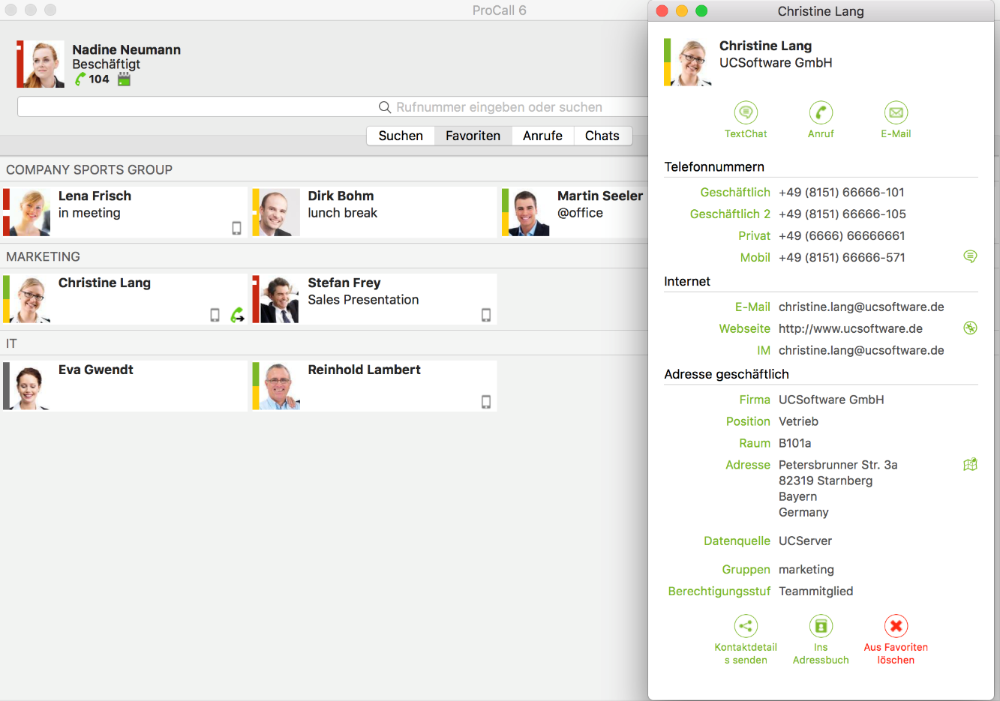 ProCall 6
Nadine Neumann
Beschäftigt
104
Rufnummer eingeben oder suchen
Suchen
Favoriten
Anrufe
Chats
COMPANY SPORTS GROUP
Lena Frisch
in meeting
Dirk Bohm
lunch break
Martin Seeler
@office
MARKETING
Christine Lang
Stefan Frey
Sales Presentation
IT
Eva Gwendt
Reinhold Lambert
Christine Lang
Christine Lang
UCSoftware GmbH
TextChat
Anruf
E-Mail
Telefonnummern
Geschäftlich +49 (8151) 66666-101
Geschäftlich 2 +49 (8151) 66666-105
Privat +49 (6666) 66666661
Mobil +49 (8151) 66666-571
Internet
E-Mail christine.lang@ucsoftware.de
Webseite http://www.ucsoftware.de
IM christine.lang@ucsoftware.de
Adresse geschäftlich
Firma UCSoftware GmbH
Position Vetrieb
Raum B101a
Adresse Petersbrunner Str. 3a
82319 Starnberg
Bayern
Germany
Datenquelle UCServer
Gruppen marketing
Berechtigungsstuf Teammitglied
Kontaktdetail
s senden
Ins
Adressbuch
Aus Favoriten
löschen